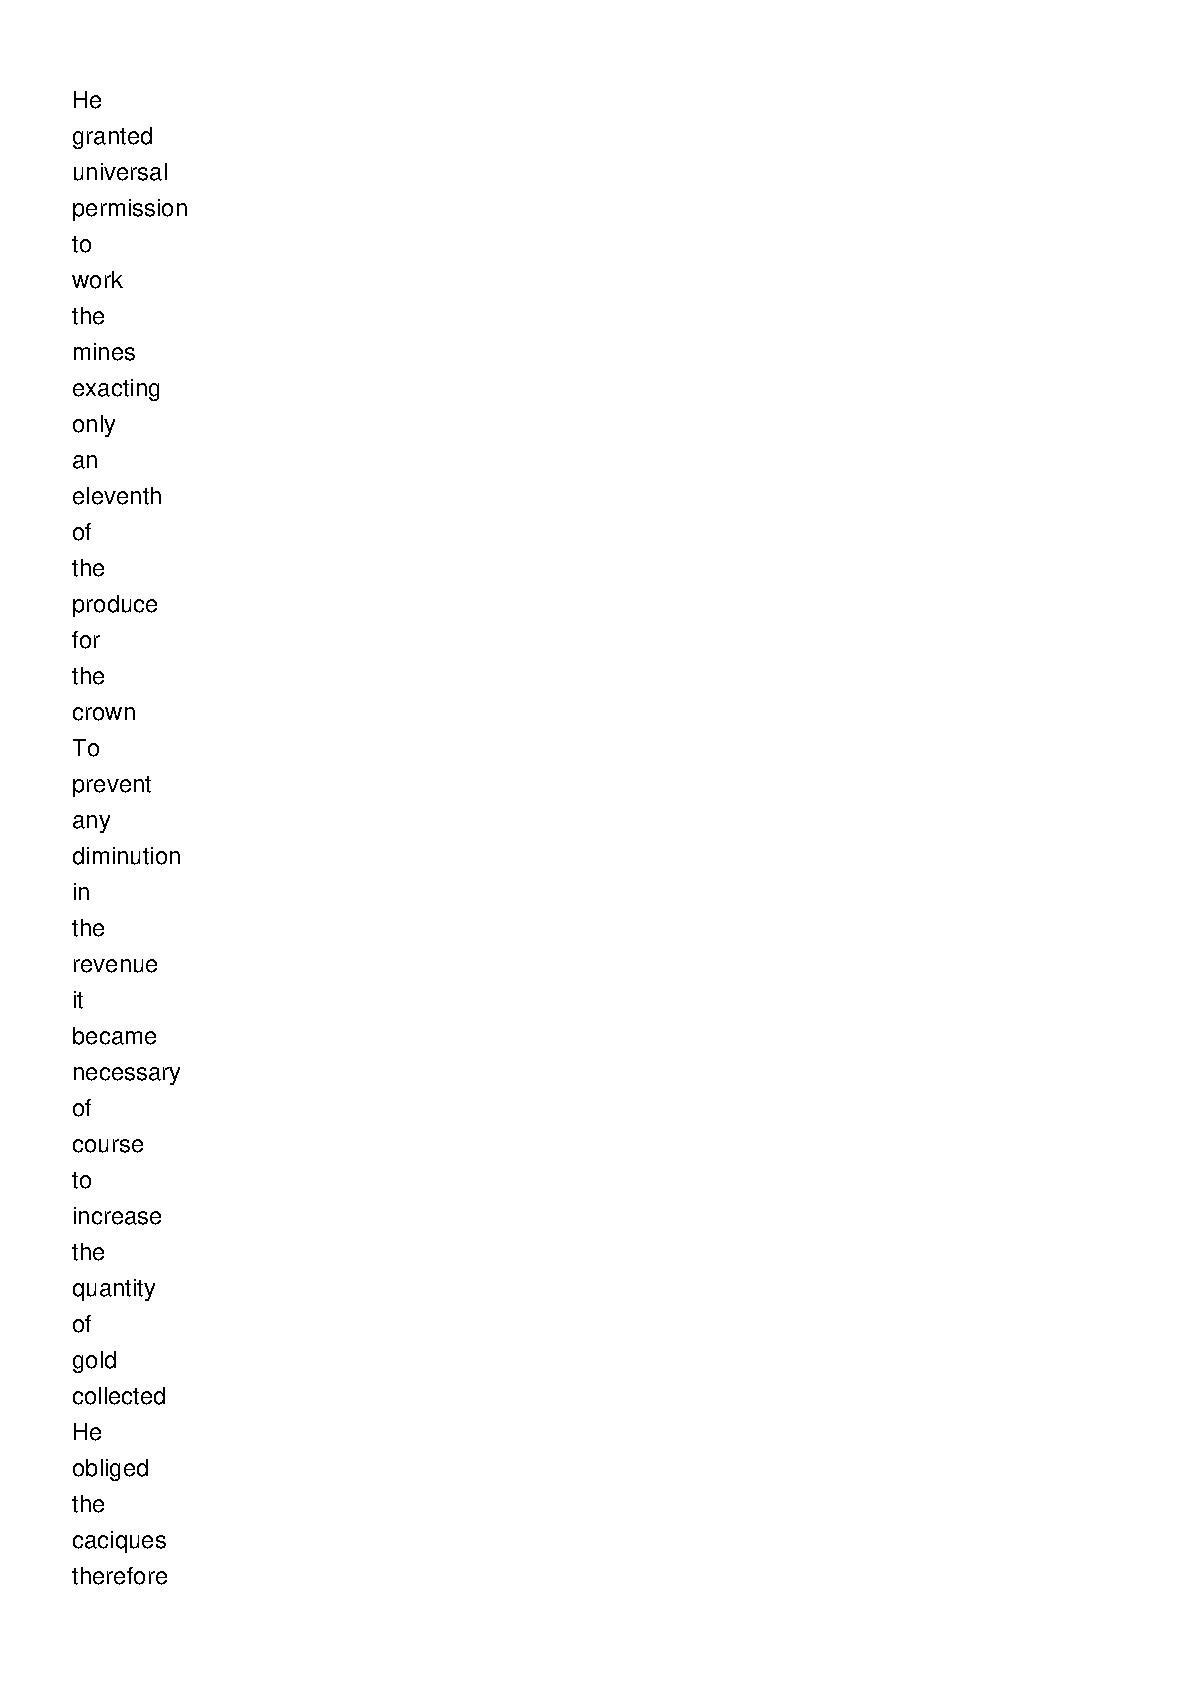 He
granted
universal
permission
to
work
the
mines
exacting
only
an
eleventh
of
the
produce
for
the
crown
To
prevent
any
diminution
in
the
revenue
it
became
necessary
of
course
to
increase
the
quantity
of
gold
collected
He
obliged
the
caciques
therefore